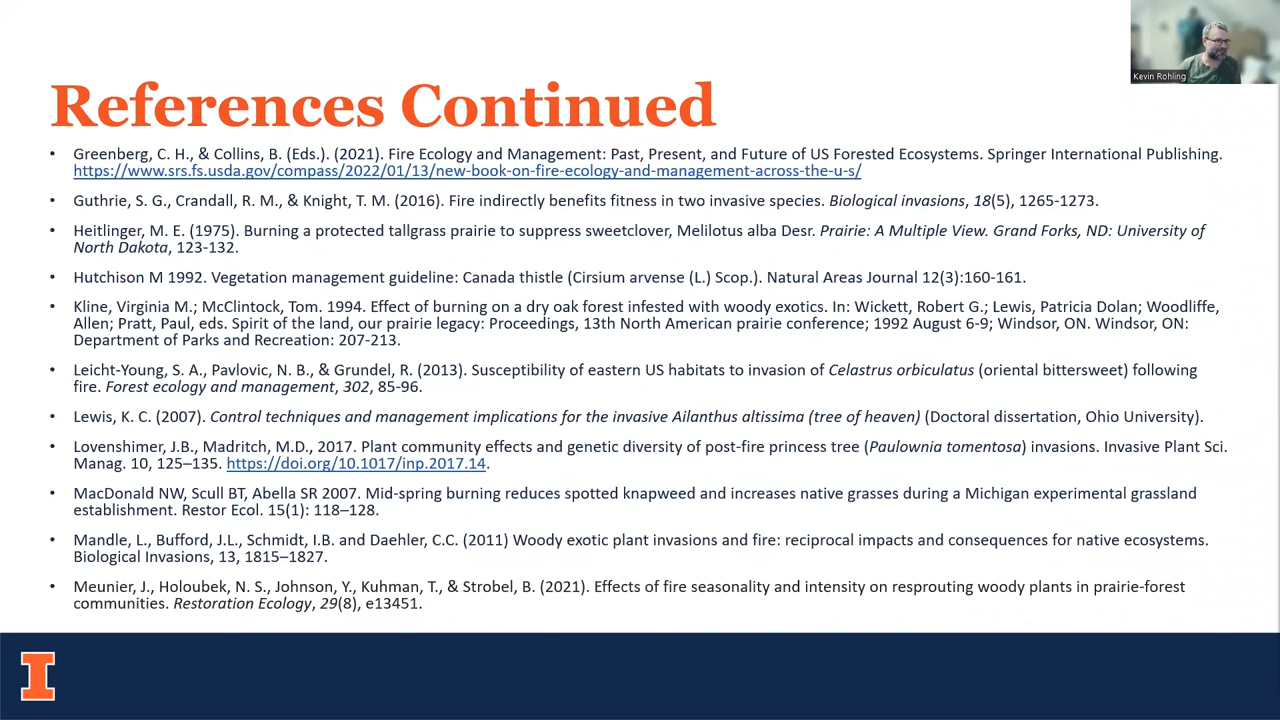 Kevin Rohling
References Continued
• Greenberg, C. H., & Collins, B. (Eds.). (2021). Fire Ecology and Management: Past, Present, and Future of US Forested Ecosystems. Springer International Publishing.
https://www.srs.fs.usda.gov/compass/2022/01/13/new-book-on-fire-ecology-and-management-across-the-u-s/
• Guthrie, S. G., Crandall, R. M., & Knight, T. M. (2016). Fire indirectly benefits fitness in two invasive species. Biological invasions, 18(5), 1265-1273.
• Heitlinger, M. E. (1975). Burning a protected tallgrass prairie to suppress sweetclover, Melilotus alba Desr. Prairie: A Multiple View. Grand Forks, ND: University of
North Dakota, 123-132.
• Hutchison M 1992. Vegetation management guideline: Canada thistle (Cirsium arvense (L.) Scop.). Natural Areas Journal 12(3):160-161.
• Kline, Virginia M.; McClintock, Tom. 1994. Effect of burning on a dry oak forest infested with woody exotics. In: Wickett, Robert G.; Lewis, Patricia Dolan; Woodliffe,
Allen; Pratt, Paul, eds. Spirit of the land, our prairie legacy: Proceedings, 13th North American prairie conference; 1992 August 6-9; Windsor, ON. Windsor, ON:
Department of Parks and Recreation: 207-213.
• Leicht-Young, S. A., Pavlovic, N. B., & Grundel, R. (2013). Susceptibility of eastern US habitats to invasion of Celastrus orbiculatus (oriental bittersweet) following
fire. Forest ecology and management, 302, 85-96.
• Lewis, K. C. (2007). Control techniques and management implications for the invasive Ailanthus altissima (tree of heaven) (Doctoral dissertation, Ohio University).
• Lovenshimer, J.B., Madritch, M.D., 2017. Plant community effects and genetic diversity of post-fire princess tree (Paulownia tomentosa) invasions. Invasive Plant Sci.
Manag. 10, 125–135. https://doi.org/10.1017/inp.2017.14.
• MacDonald NW, Scull BT, Abella SR 2007. Mid-spring burning reduces spotted knapweed and increases native grasses during a Michigan experimental grassland
establishment. Restor Ecol. 15(1): 118–128.
• Mandle, L., Bufford, J.L., Schmidt, I.B. and Daehler, C.C. (2011) Woody exotic plant invasions and fire: reciprocal impacts and consequences for native ecosystems.
Biological Invasions, 13, 1815–1827.
• Meunier, J., Holoubek, N. S., Johnson, Y., Kuhman, T., & Strobel, B. (2021). Effects of fire seasonality and intensity on resprouting woody plants in prairie-forest
communities. Restoration Ecology, 29(8), e13451.
I